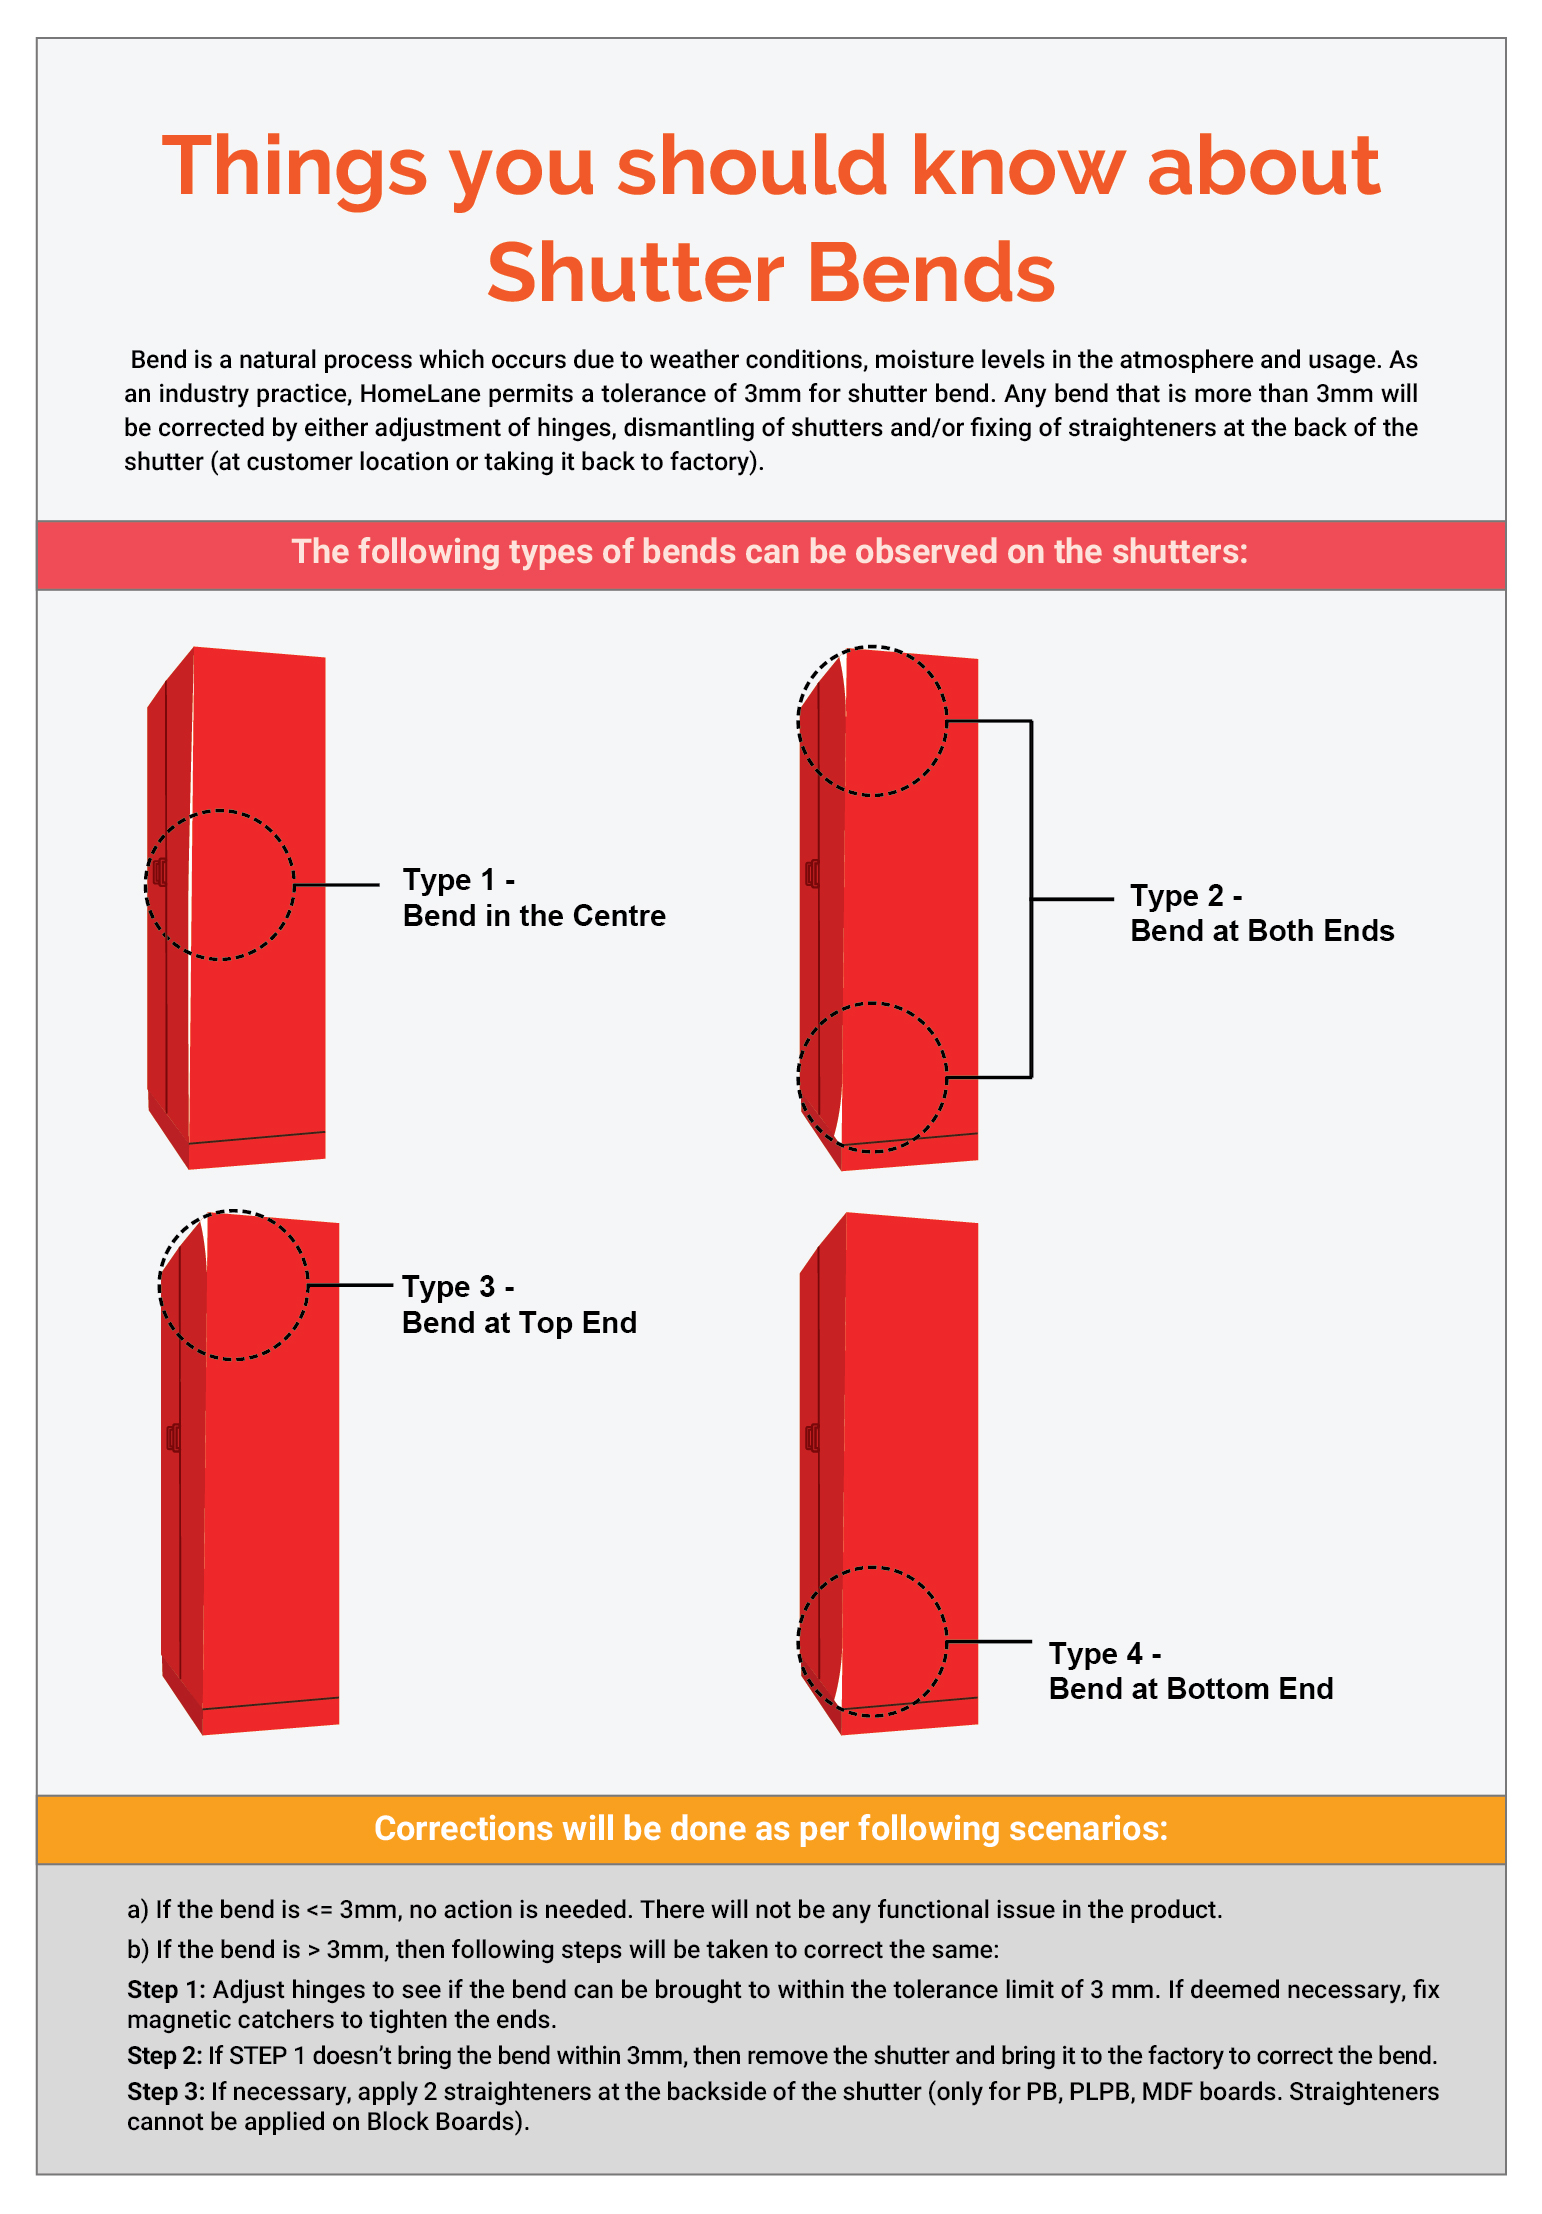 Things you should know about
Shutter Bends
Bend is a natural process which occurs due to weather conditions, moisture levels in the atmosphere and usage. As
an industry practice, HomeLane permits a tolerance of 3mm for shutter bend. Any bend that is more than 3mm will
be corrected by either adjustment of hinges, dismantling of shutters and/or fixing of straighteners at the back of the
shutter (at customer location or taking it back to factory).
The following types of bends can be observed on the shutters:
Type 1 -
Bend in the Centre
Type 2 -
Bend at Both Ends
Type 3 -
Bend at Top End
Type 4 -
Bend at Bottom End
Corrections will be done as per following scenarios:
a) If the bend is <= 3mm, no action is needed. There will not be any functional issue in the product.
b) If the bend is > 3mm, then following steps will be taken to correct the same:
Step 1: Adjust hinges to see if the bend can be brought to within the tolerance limit of 3 mm. If deemed necessary, fix
magnetic catchers to tighten the ends.
Step 2: If STEP 1 doesn’t bring the bend within 3mm, then remove the shutter and bring it to the factory to correct the bend.
Step 3: If necessary, apply 2 straighteners at the backside of the shutter (only for PB, PLPB, MDF boards. Straighteners
cannot be applied on Block Boards).